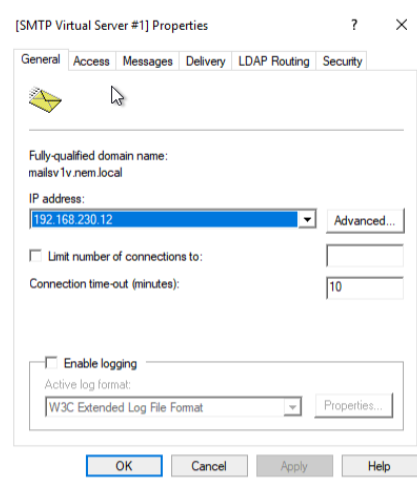 [SMTP Virtual Server #1] Properties ? ×
General Access Messages Delivery LDAP Routing Security
Fully-qualified domain name:
mailsv1v.nem.local
IP address:
192.168.230.12 Advanced...
Limit number of connections to:
Connection time-out (minutes): 10
Enable logging
Active log format:
W3C Extended Log File Format Properties...
OK Cancel Apply Help